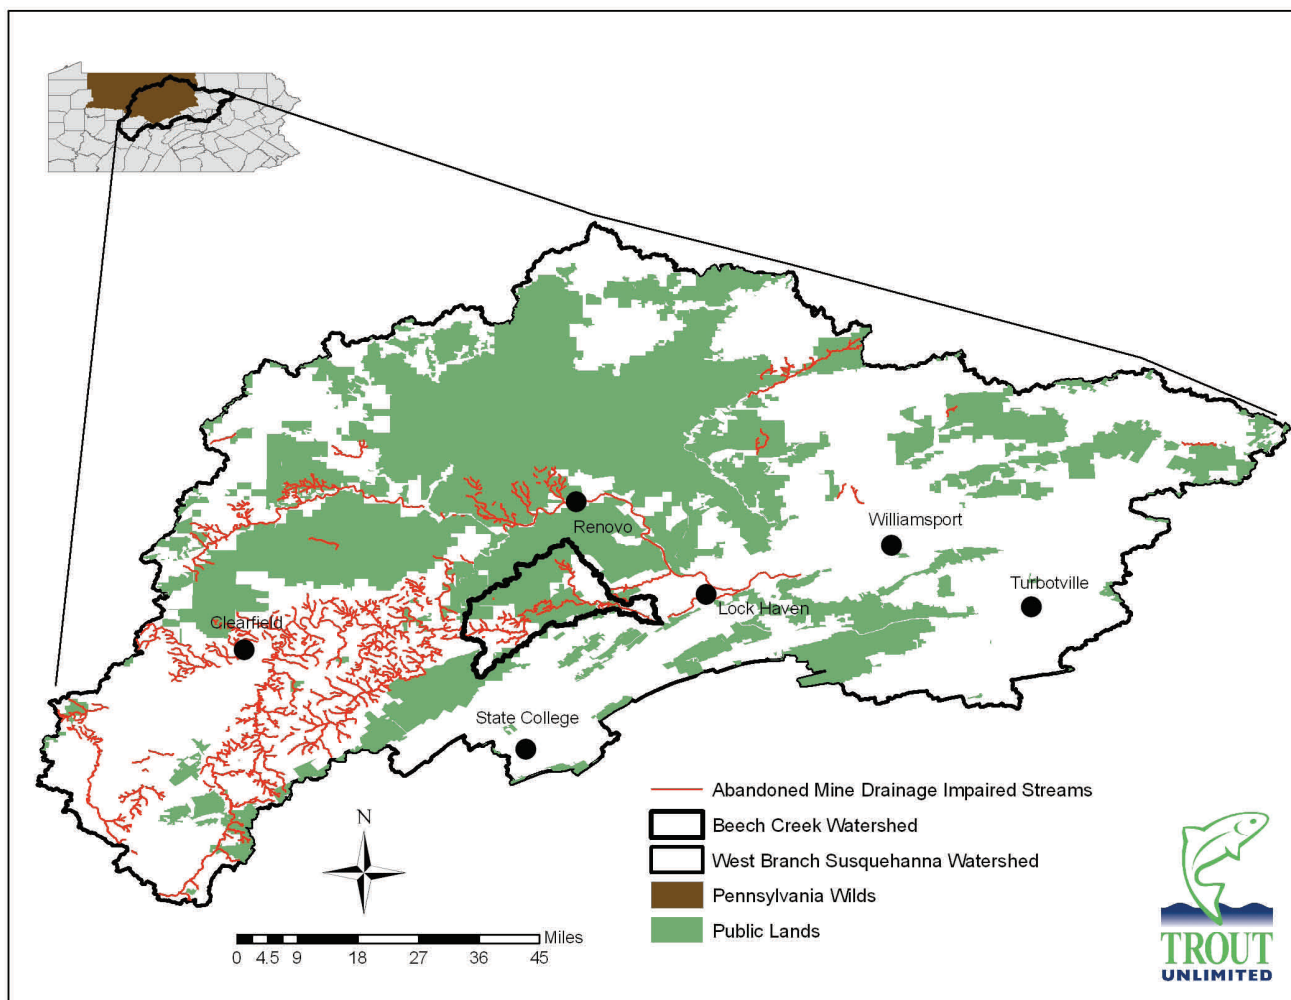 Renovo
Williamsport
Turbotville
Lock Haven
Clearfield
State College
Abandoned Mine Drainage Impaired Streams
Beech Creek Watershed
West Branch Susquehanna Watershed
Pennsylvania Wilds
Public Lands
N
Miles
0 4.5 9 18 27 36 45
TROUT
UNLIMITED